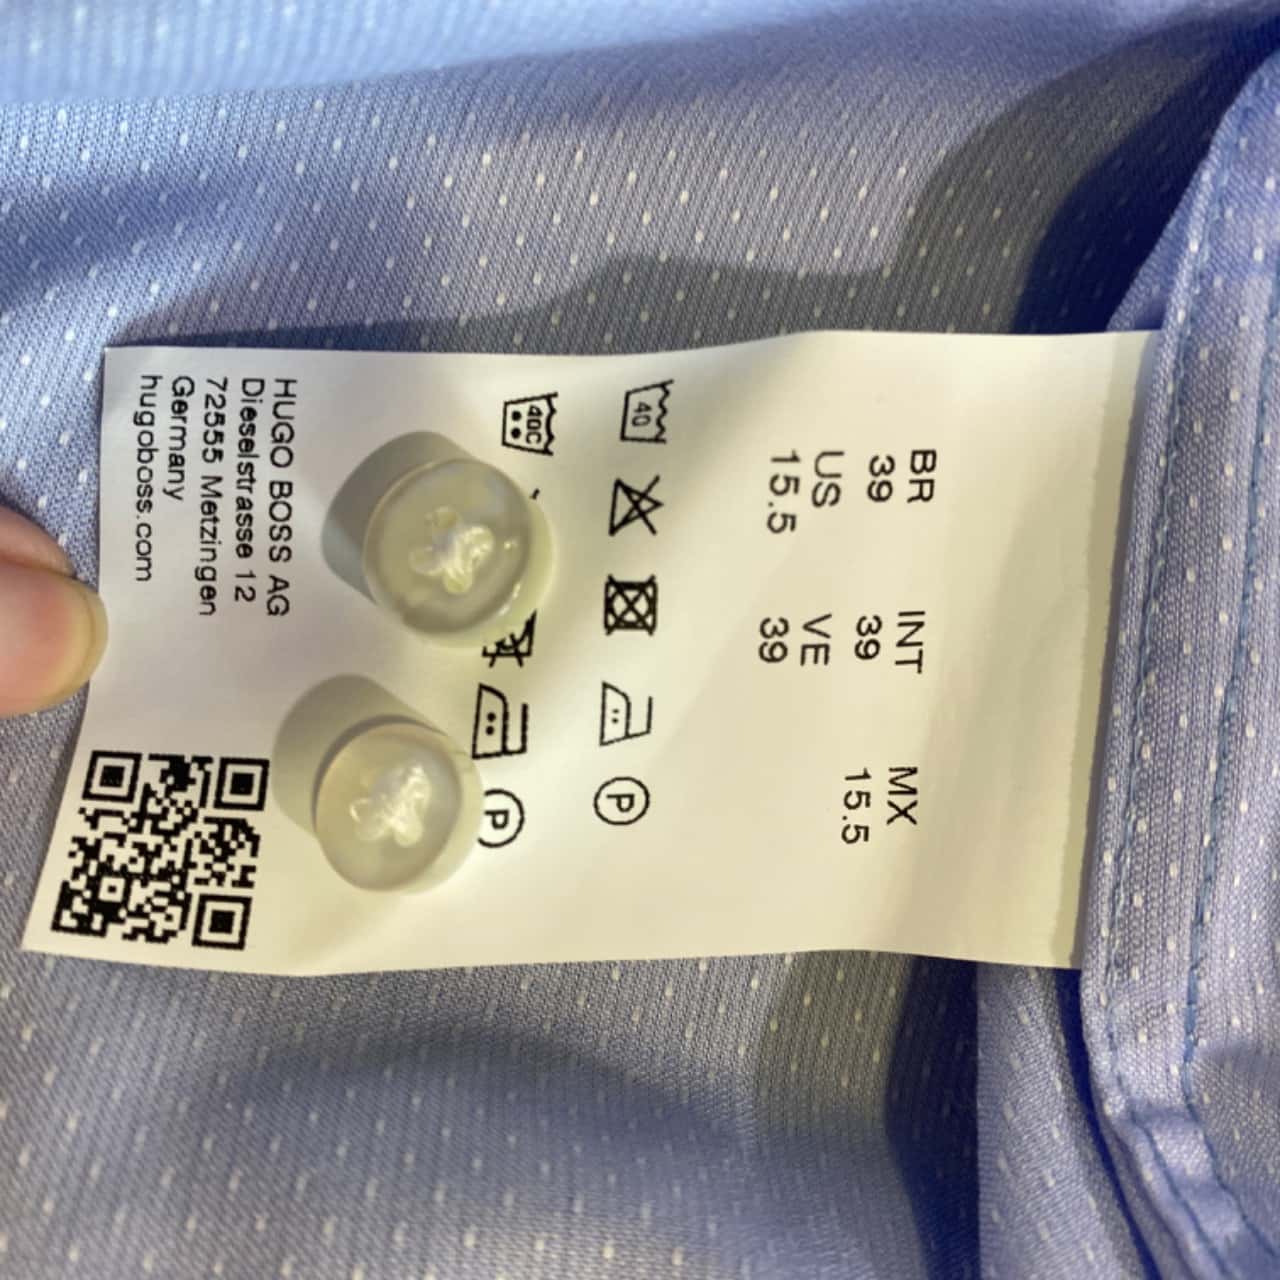 BR INT MX
39 39 15.5
US VE
15.5 39
40
P
40C
P
HUGO BOSS AG
Dieselstrasse 12
72555 Metzingen
Germany
hugoboss.com